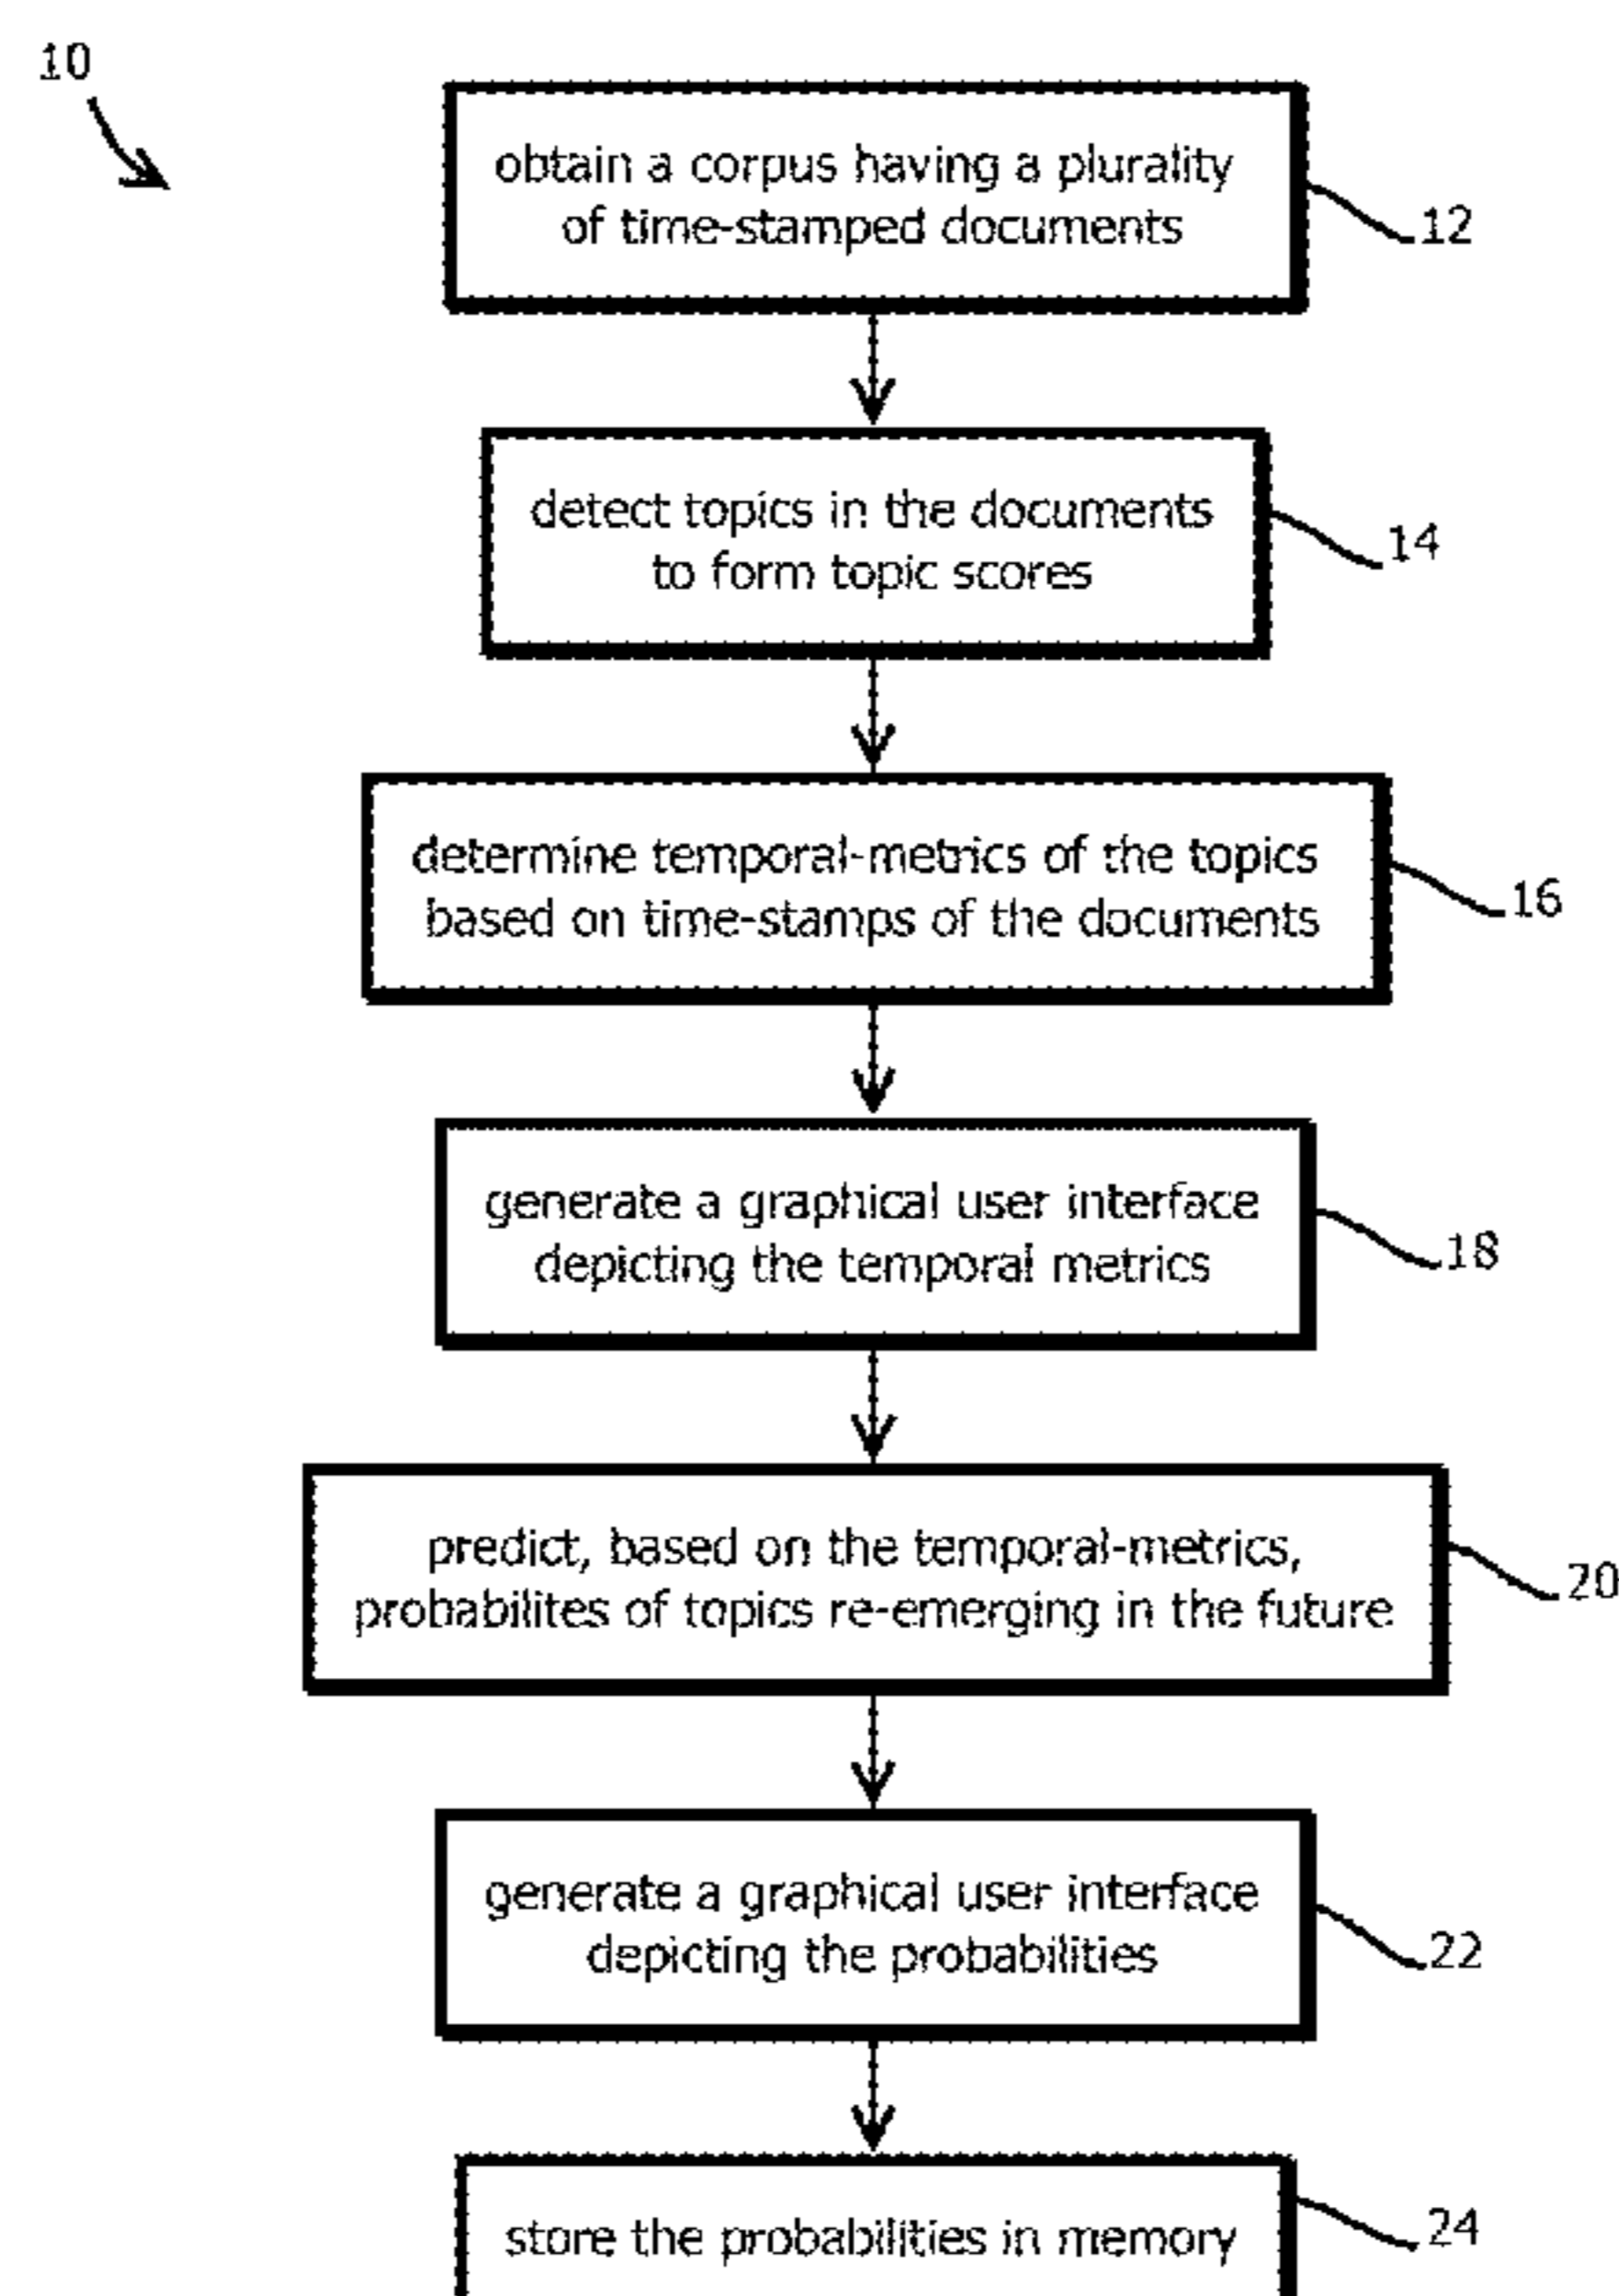 10
obtain a corpus having a plurality
of time-stamped documents
12
detect topics in the documents
to form topic scores
14
determine temporal-metrics of the topics
based on time-stamps of the documents
16
generate a graphical user interface
depicting the temporal metrics
18
predict, based on the temporal-metrics,
probabilites of topics re-emerging in the future
20
generate a graphical user interface
depicting the probabilities
22
store the probabilities in memory
24